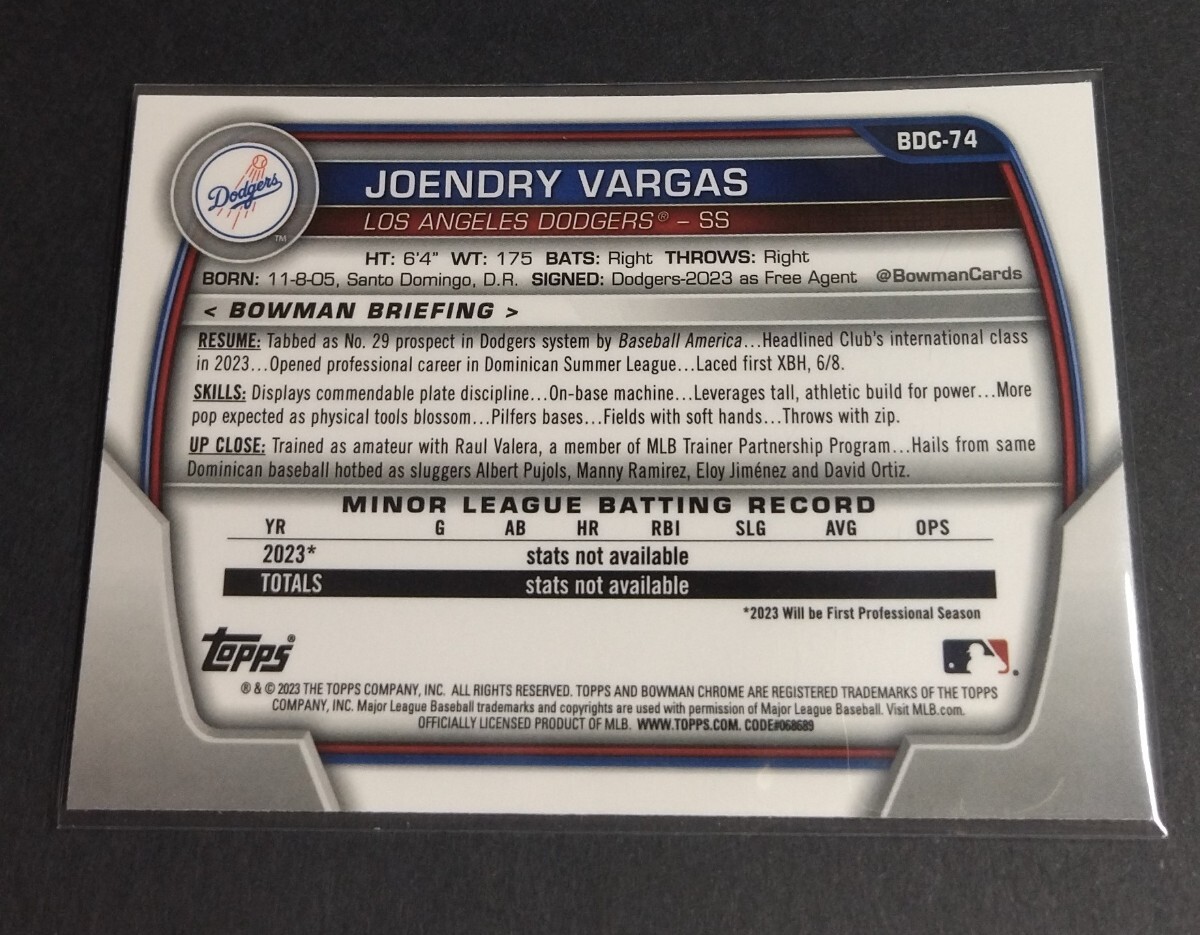 BDC-74
Dodgers
TM
JOENDRY VARGAS
LOS ANGELES DODGERS® – SS
HT: 6'4" WT: 175 BATS: Right THROWS: Right
BORN: 11-8-05, Santo Domingo, D.R. SIGNED: Dodgers-2023 as Free Agent @BowmanCards
< BOWMAN BRIEFING >
RESUME: Tabbed as No. 29 prospect in Dodgers system by Baseball America...Headlined Club's international class
in 2023...Opened professional career in Dominican Summer League...Laced first XBH, 6/8.
SKILLS: Displays commendable plate discipline...On-base machine...Leverages tall, athletic build for power...More
pop expected as physical tools blossom...Pilfers bases...Fields with soft hands...Throws with zip.
UP CLOSE: Trained as amateur with Raul Valera, a member of MLB Trainer Partnership Program...Hails from same
Dominican baseball hotbed as sluggers Albert Pujols, Manny Ramirez, Eloy Jiménez and David Ortiz.
MINOR LEAGUE BATTING RECORD
YR G AB HR RBI SLG AVG OPS
2023* stats not available
TOTALS stats not available
*2023 Will be First Professional Season
Topps®
® & © 2023 THE TOPPS COMPANY, INC. ALL RIGHTS RESERVED. TOPPS AND BOWMAN CHROME ARE REGISTERED TRADEMARKS OF THE TOPPS
COMPANY, INC. Major League Baseball trademarks and copyrights are used with permission of Major League Baseball. Visit MLB.com.
OFFICIALLY LICENSED PRODUCT OF MLB. WWW.TOPPS.COM. CODE#068689